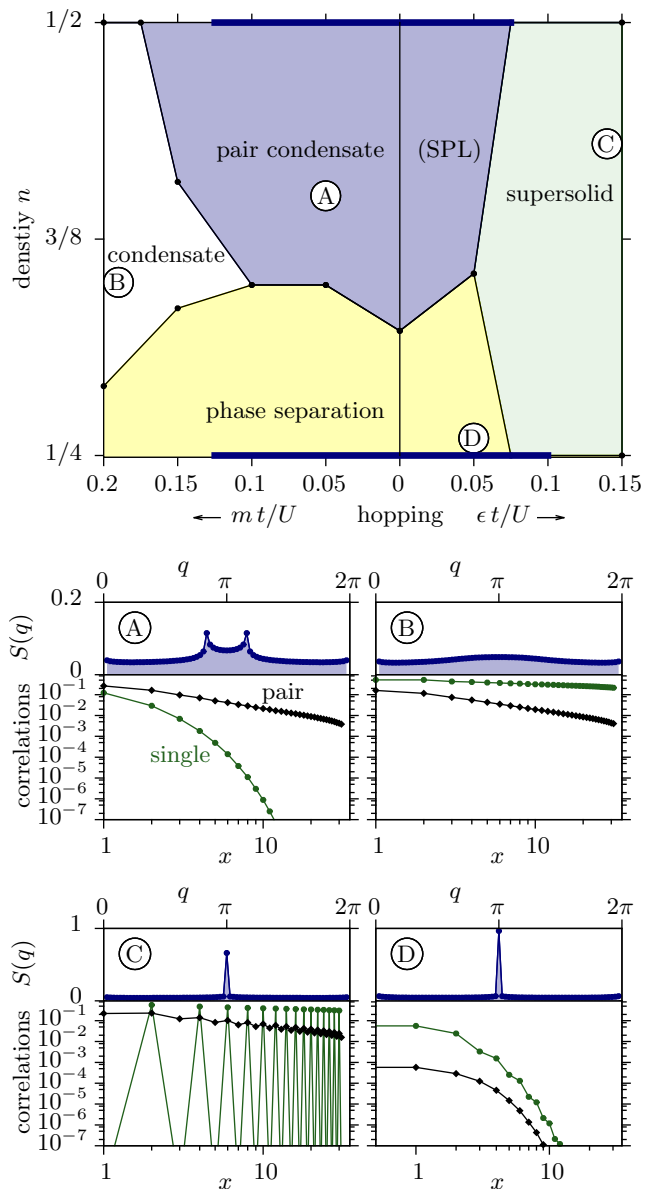 1/2
pair condensate
(SPL)
C
A
supersolid
denstiy n
3/8
condensate
B
phase separation
D
1/4
0.2 0.15 0.1 0.05 0 0.05 0.1 0.15
← m t/U hopping ϵ t/U →
0 q π 2π 0 q π 2π
0.2
S(q)
A
B
0
10⁻¹
10⁻²
10⁻³
10⁻⁴
10⁻⁵
10⁻⁶
10⁻⁷
correlations
pair
single
1 x 10 1 x 10
0 q π 2π 0 q π 2π
1
S(q)
C
D
0
10⁻¹
10⁻²
10⁻³
10⁻⁴
10⁻⁵
10⁻⁶
10⁻⁷
correlations
1 x 10 1 x 10